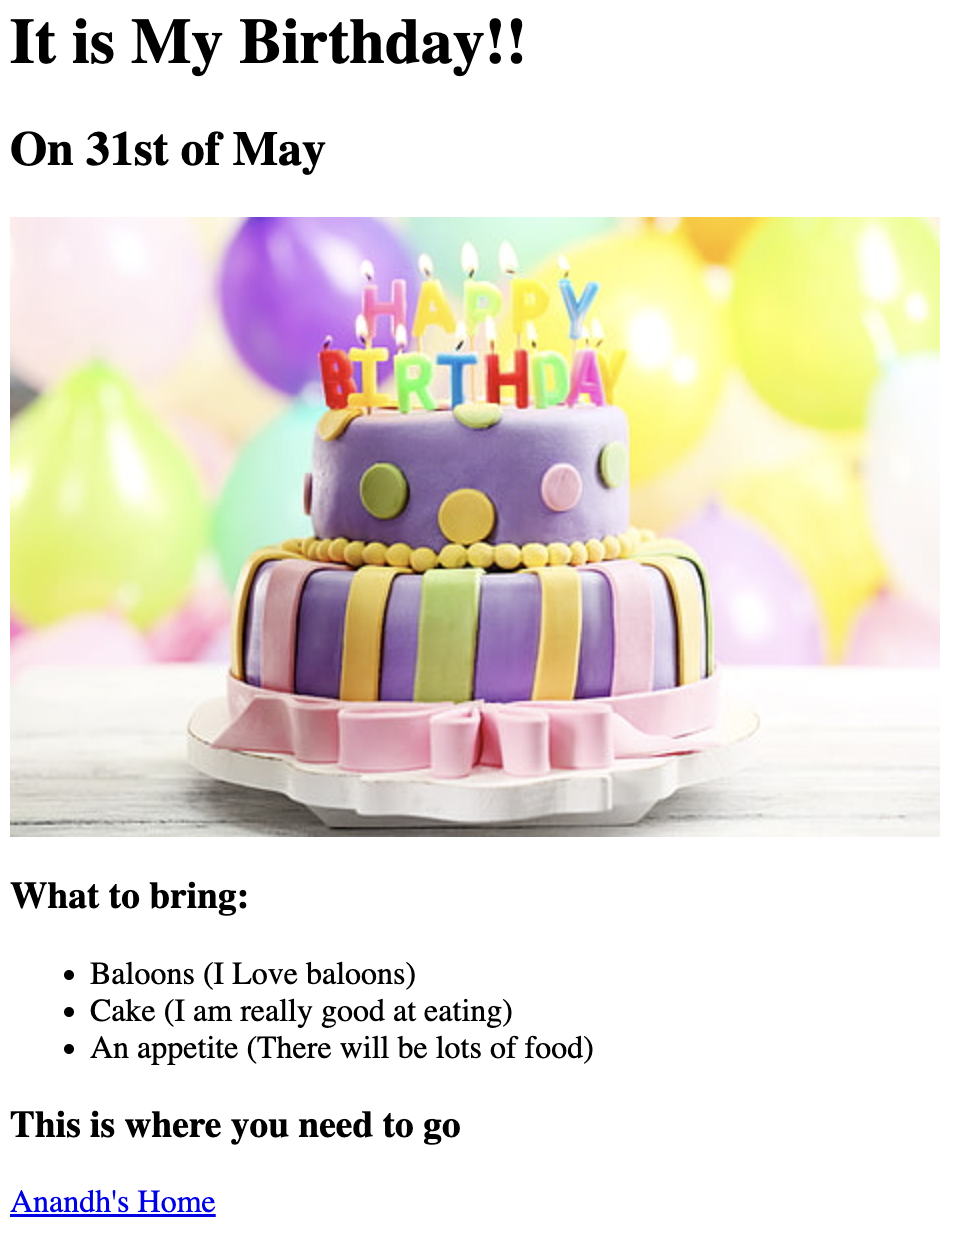 It is My Birthday!!
On 31st of May
HAPPY
BIRTHDAY
What to bring:
Baloons (I Love baloons)
Cake (I am really good at eating)
An appetite (There will be lots of food)
This is where you need to go
Anandh's Home